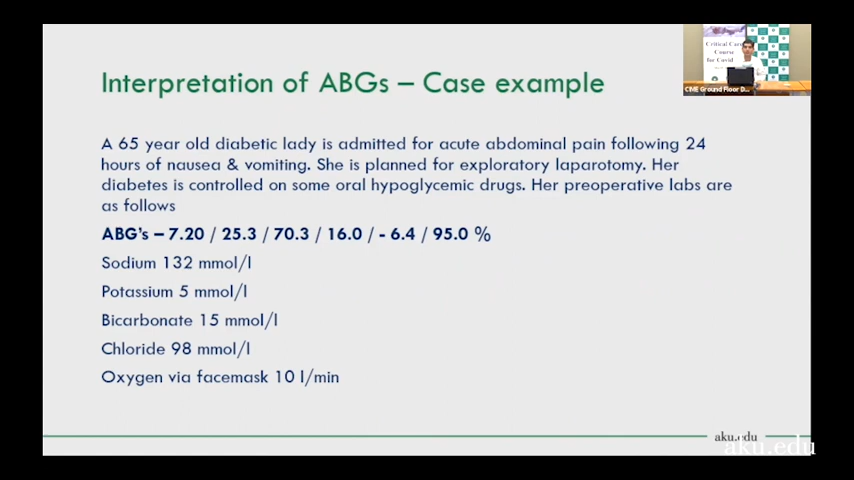 Critical Care
Course
for Covid
CIME Ground Floor D...
Interpretation of ABGs – Case example
A 65 year old diabetic lady is admitted for acute abdominal pain following 24
hours of nausea & vomiting. She is planned for exploratory laparotomy. Her
diabetes is controlled on some oral hypoglycemic drugs. Her preoperative labs are
as follows
ABG's – 7.20 / 25.3 / 70.3 / 16.0 / - 6.4 / 95.0 %
Sodium 132 mmol/l
Potassium 5 mmol/l
Bicarbonate 15 mmol/l
Chloride 98 mmol/l
Oxygen via facemask 10 l/min
aku.edu
aku.edu